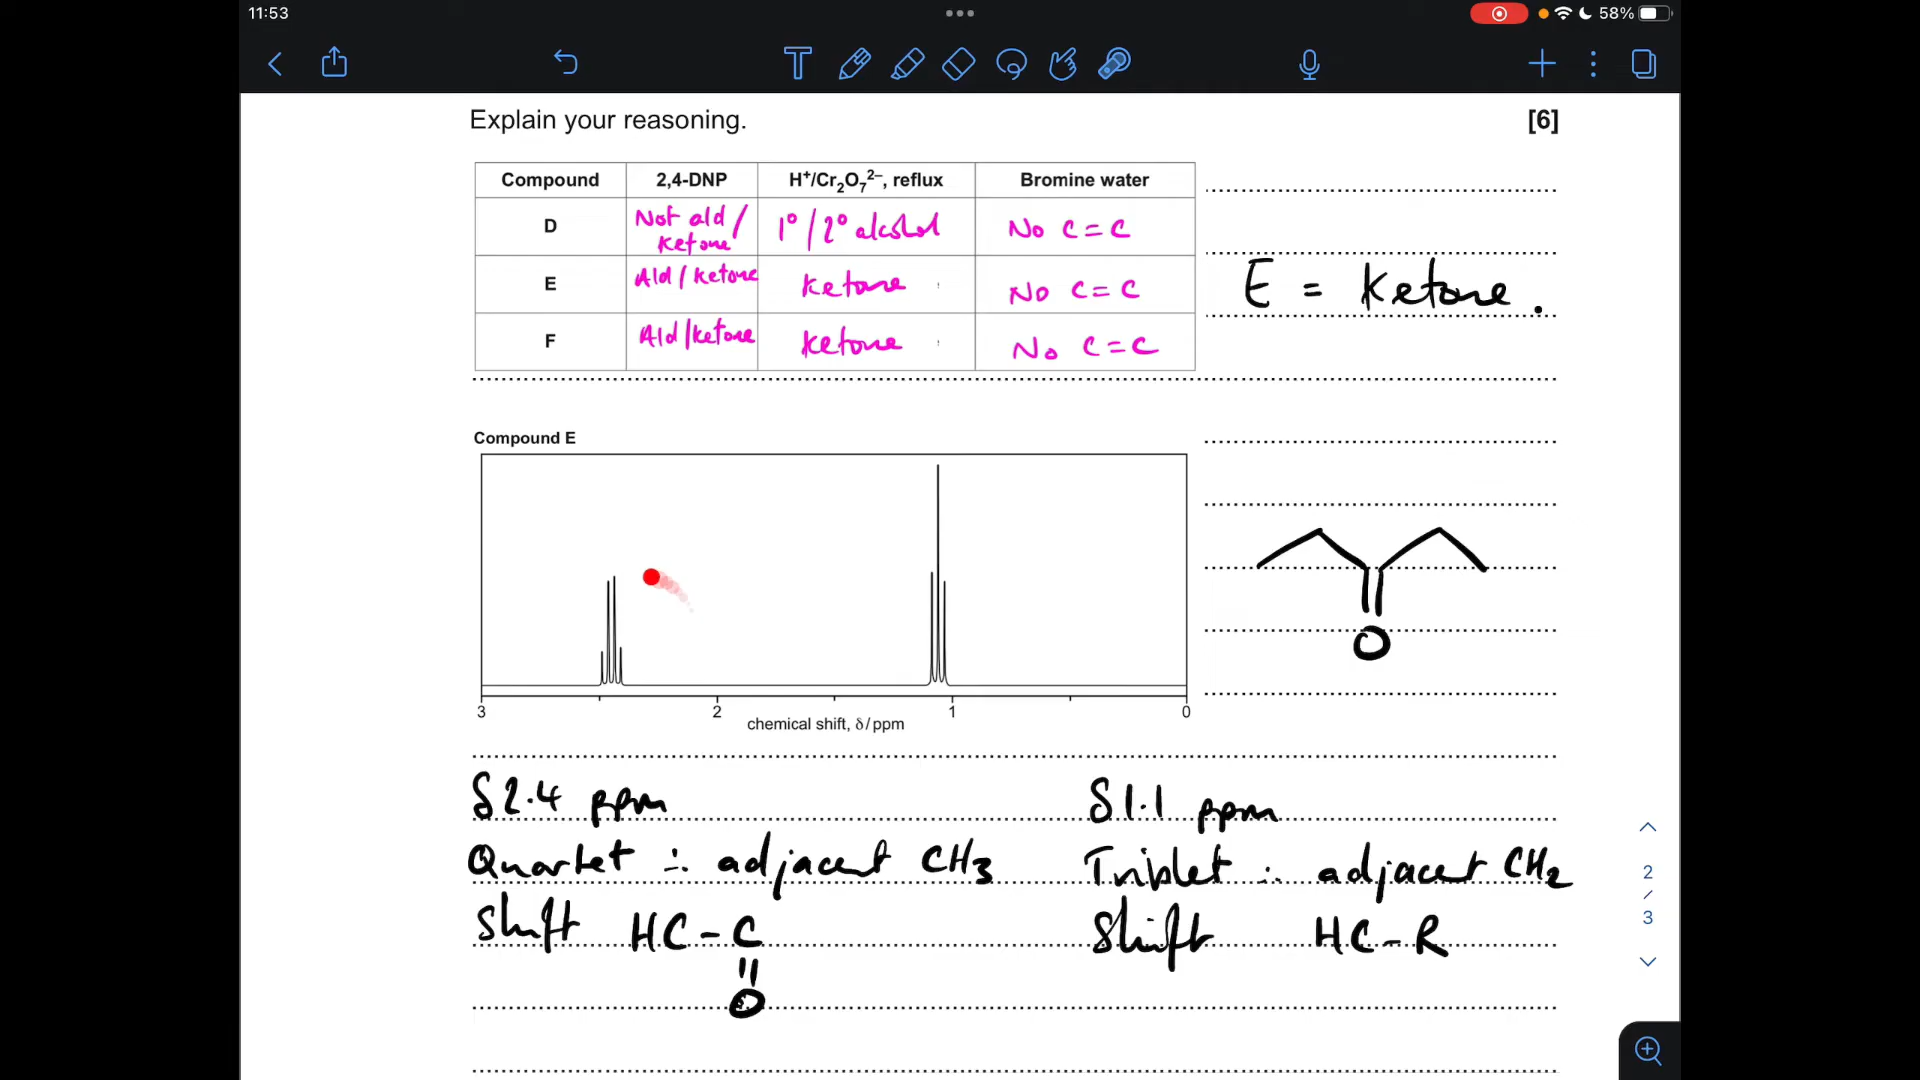 11:53
58%
Explain your reasoning. [6]
Compound 2,4-DNP H⁺/Cr₂O₇²⁻, reflux Bromine water
D Not ald / ketone 1° / 2° alcohol No C=C
E Ald / ketone ketone No C=C
F Ald / ketone ketone No C=C
E = ketone.
Compound E
3 2 1 0
chemical shift, δ/ppm
O
δ 2.4 ppm
Quartet ∴ adjacent CH₃
Shift HC-C
=
O
δ 1.1 ppm
Triplet ∴ adjacent CH₂
Shift HC-R
2
/
3